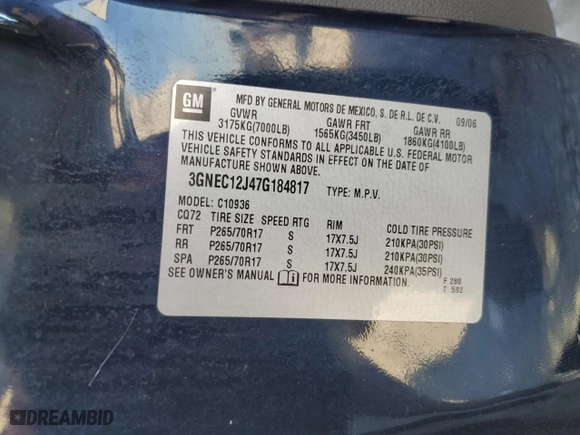 GM
MFD BY GENERAL MOTORS DE MEXICO, S. DE R.L. DE C.V. 09/06
GVWR GAWR FRT GAWR RR
3175KG(7000LB) 1565KG(3450LB) 1860KG(4100LB)
THIS VEHICLE CONFORMS TO ALL APPLICABLE U.S. FEDERAL MOTOR
VEHICLE SAFETY STANDARDS IN EFFECT ON THE DATE OF
MANUFACTURE SHOWN ABOVE.
3GNEC12J47G184817 TYPE: M.P.V.
MODEL: C10936
CQ72 TIRE SIZE SPEED RTG RIM COLD TIRE PRESSURE
FRT P265/70R17 S 17X7.5J 210KPA(30PSI)
RR P265/70R17 S 17X7.5J 210KPA(30PSI)
SPA P265/70R17 S 17X7.5J 240KPA(35PSI)
SEE OWNER'S MANUAL FOR MORE INFORMATION. F 280
T 592
DREAMBID